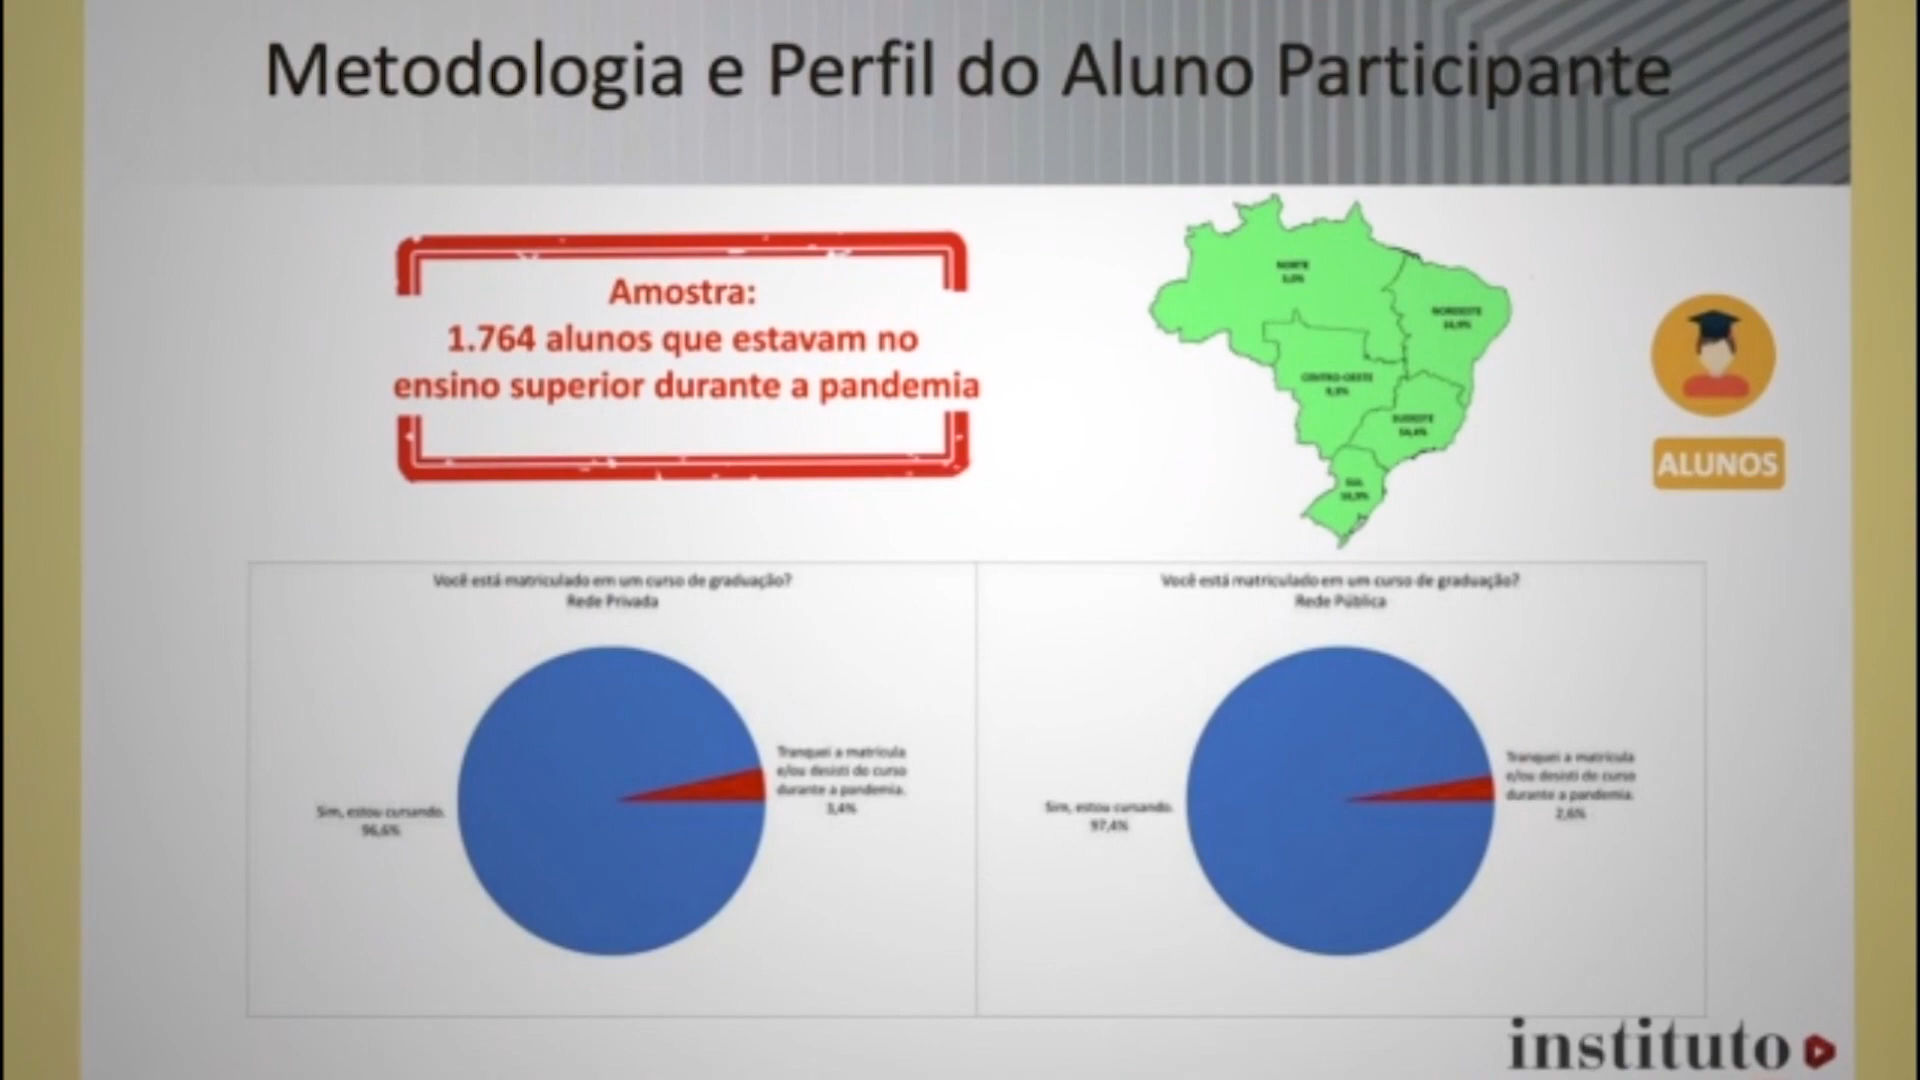 Metodologia e Perfil do Aluno Participante
Amostra:
1.764 alunos que estavam no
ensino superior durante a pandemia
NORTE
NORDESTE
CENTRO-OESTE
SUDESTE
SUL
ALUNOS
Você está matriculado em um curso de graduação?
Rede Privada
Sim, estou cursando.
96,6%
Tranquei a matrícula
e/ou desisti do curso
durante a pandemia.
3,4%
Você está matriculado em um curso de graduação?
Rede Pública
Sim, estou cursando.
97,4%
Tranquei a matrícula
e/ou desisti do curso
durante a pandemia.
2,6%
instituto